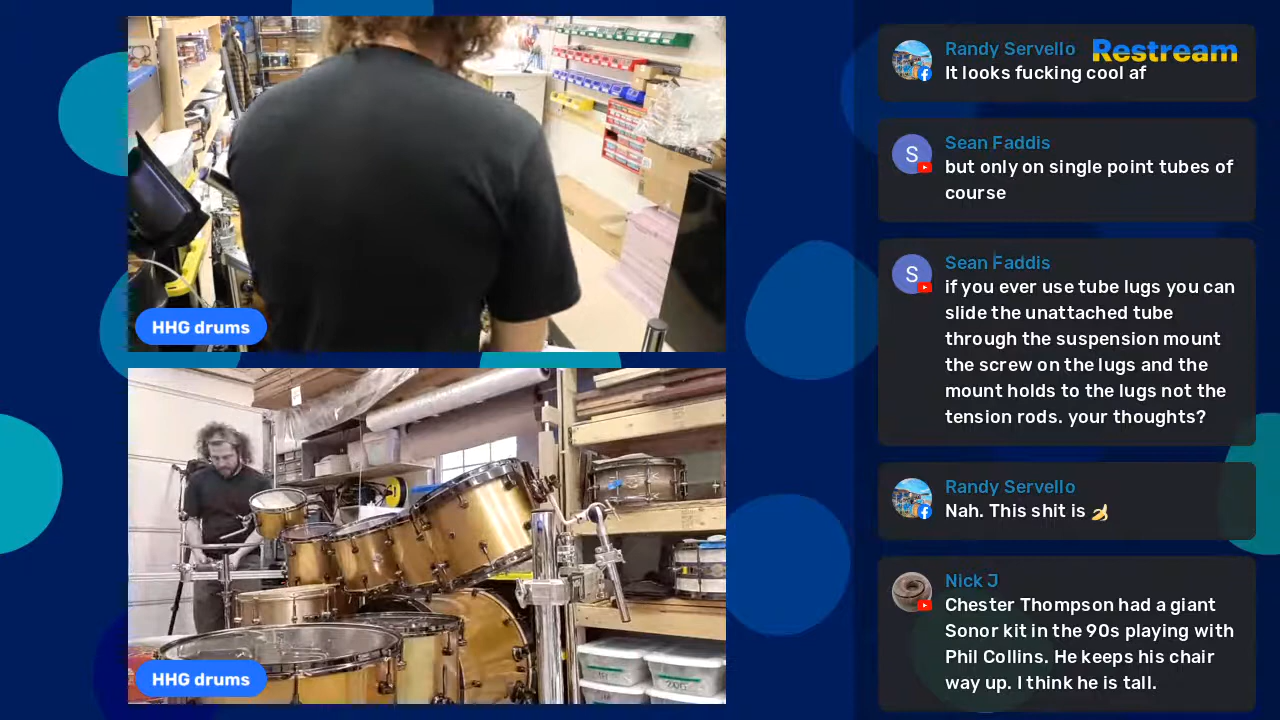 HHG drums
HHG drums
Restream
Randy Servello
It looks fucking cool af
Sean Faddis
but only on single point tubes of
course
Sean Faddis
if you ever use tube lugs you can
slide the unattached tube
through the suspension mount
the screw on the lugs and the
mount holds to the lugs not the
tension rods. your thoughts?
Randy Servello
Nah. This shit is 🍌
Nick J
Chester Thompson had a giant
Sonor kit in the 90s playing with
Phil Collins. He keeps his chair
way up. I think he is tall.